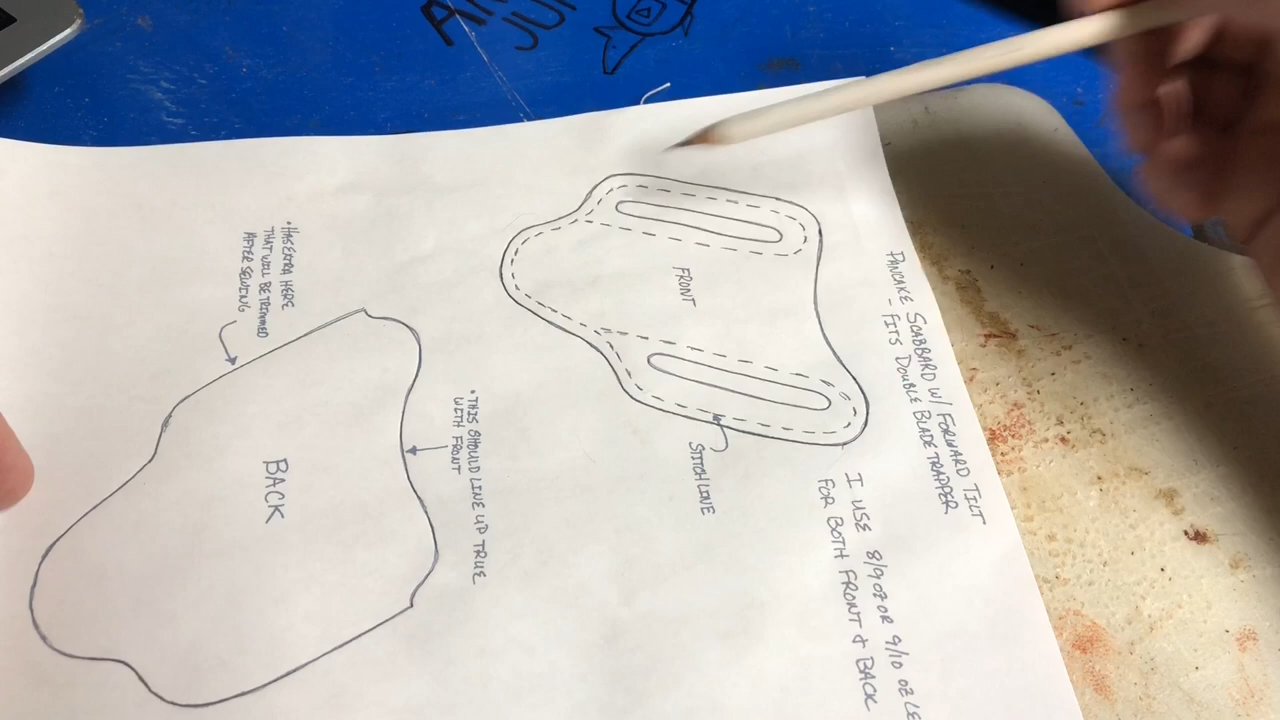 PANCAKE SCABBARD W/ FORWARD TILT
- FITS DOUBLE BLADE TRAPPER
I USE 8/9 OZ OR 9/10 OZ LE
FOR BOTH FRONT & BACK
FRONT
STITCH LINE
• THIS SHOULD LINE UP TRUE
WITH FRONT
• HAS EXTRA HERE
THAT WILL BE TRIMMED
AFTER SEWING
BACK